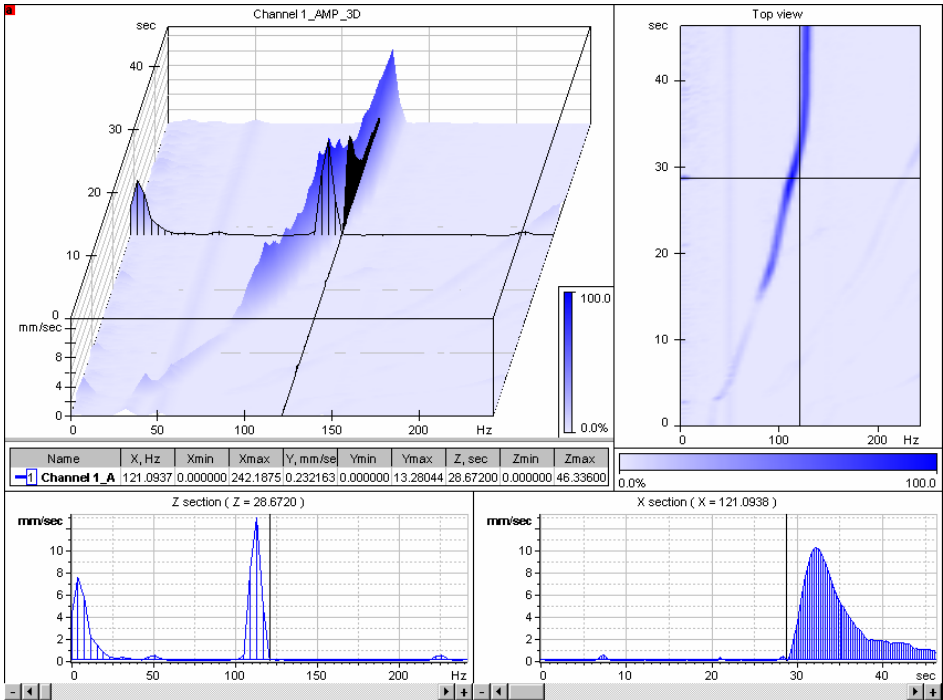 Channel 1_AMP_3D
sec
40
30
20
10
0
mm/sec
8
4
0
0 50 100 150 200 Hz
100.0
0.0%
Top view
sec
40
30
20
10
0
0 100 200 Hz
0.0% 100.0
Name X, Hz Xmin Xmax Y, mm/se Ymin Ymax Z, sec Zmin Zmax
1 Channel 1_A 121.0937 0.000000 242.1875 0.232163 0.000000 13.28044 28.67200 0.000000 46.33600
Z section ( Z = 28.6720 )
mm/sec
10
8
6
4
2
0
0 50 100 150 200 Hz
X section ( X = 121.0938 )
mm/sec
10
8
6
4
2
0
0 10 20 30 40 sec
- + - +